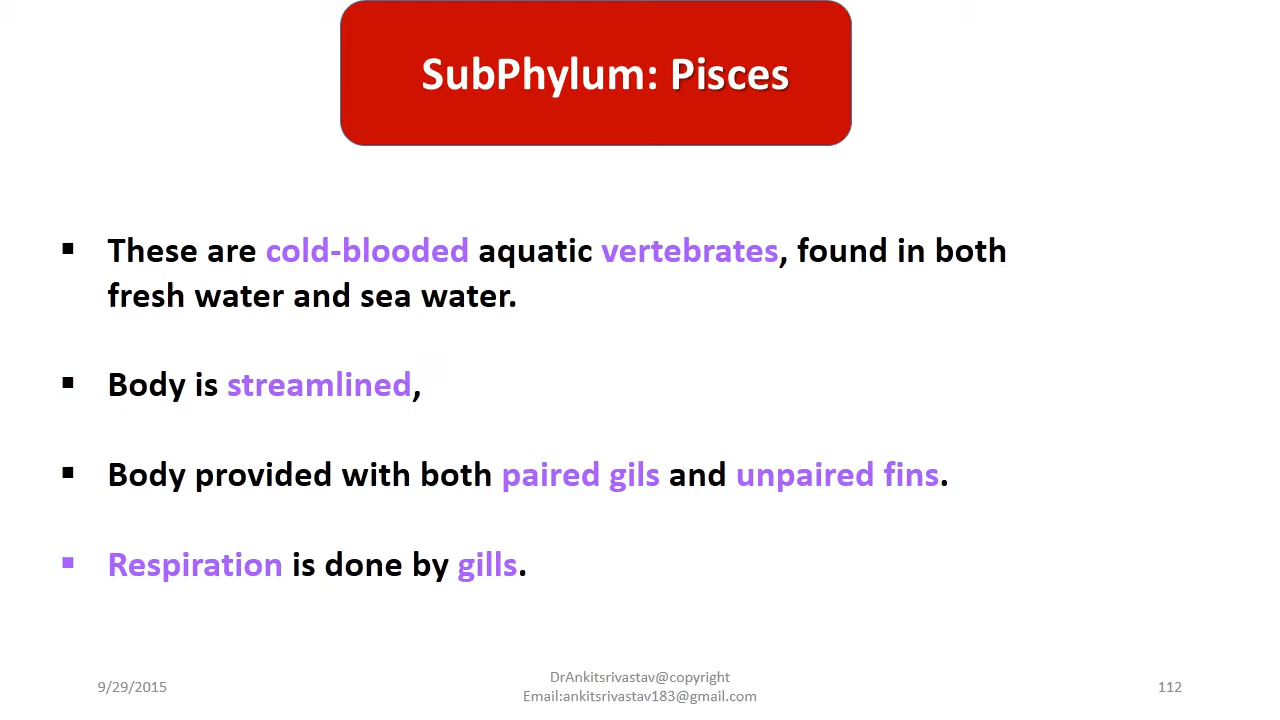 SubPhylum: Pisces
▪ These are cold-blooded aquatic vertebrates, found in both
fresh water and sea water.
▪ Body is streamlined,
▪ Body provided with both paired gils and unpaired fins.
▪ Respiration is done by gills.
9/29/2015
DrAnkitsrivastav@copyright
Email:ankitsrivastav183@gmail.com
112